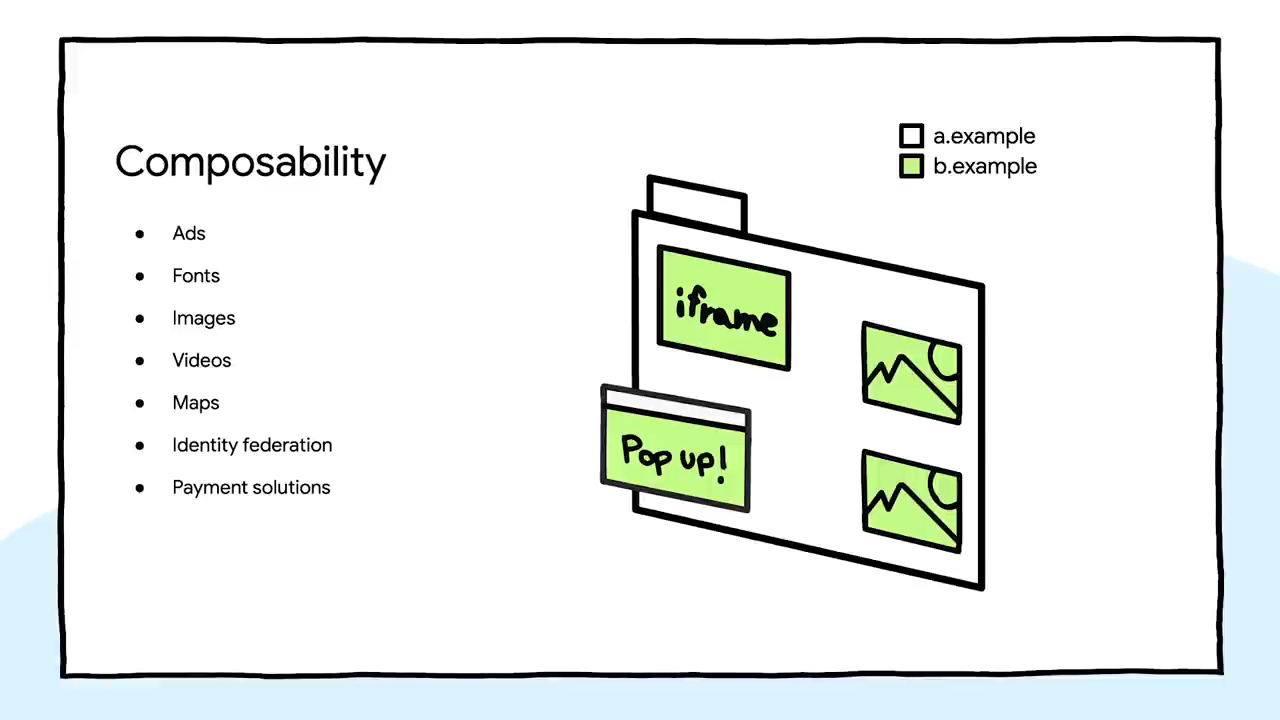 Composability
Ads
Fonts
Images
Videos
Maps
Identity federation
Payment solutions
a.example
b.example
iframe
Pop up!